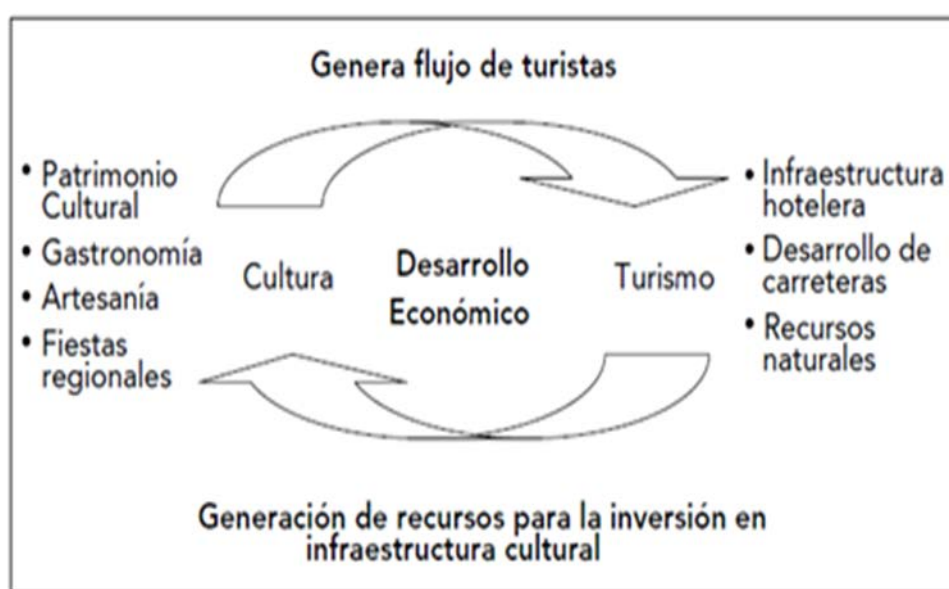 Genera flujo de turistas
• Patrimonio
Cultural
• Gastronomía
• Artesanía
• Fiestas
regionales
Cultura
Desarrollo
Económico
Turismo
• Infraestructura
hotelera
• Desarrollo de
carreteras
• Recursos
naturales
Generación de recursos para la inversión en
infraestructura cultural